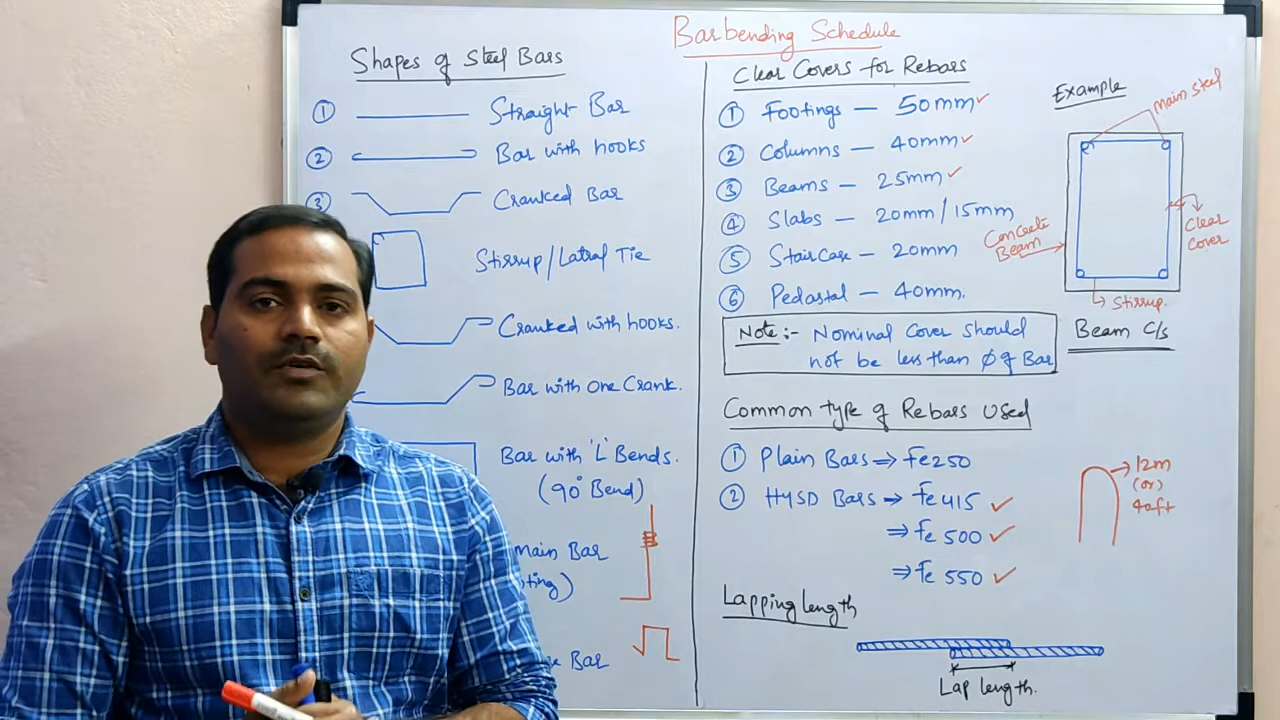 Barbending Schedule
Shapes of Steel Bars
① Straight Bar
② Bar with hooks
③ Cranked Bar
Stirrup/Latral Tie
Cranked with hooks.
Bar with One Crank.
Bar with 'L' Bends.
(90° Bend)
main Bar
Bar
Clear Covers for Rebars
① Footings — 50mm ✓
② Columns — 40mm ✓
③ Beams — 25mm ✓
④ Slabs — 20mm/15mm
⑤ StairCase — 20mm
⑥ Pedastal — 40mm.
Note:- Nominal Cover Should
not be less than ϕ of Bar
Example
main steel
Concrete
Beam
Clear
Cover
Stirrup.
Beam C/s
Common type of Rebars Used
① Plain Bars ⇒ Fe250
② HYSD Bars → Fe415 ✓
⇒ Fe 500 ✓
⇒ Fe 550 ✓
12m
(or)
40ft
Lapping length
Lap length.